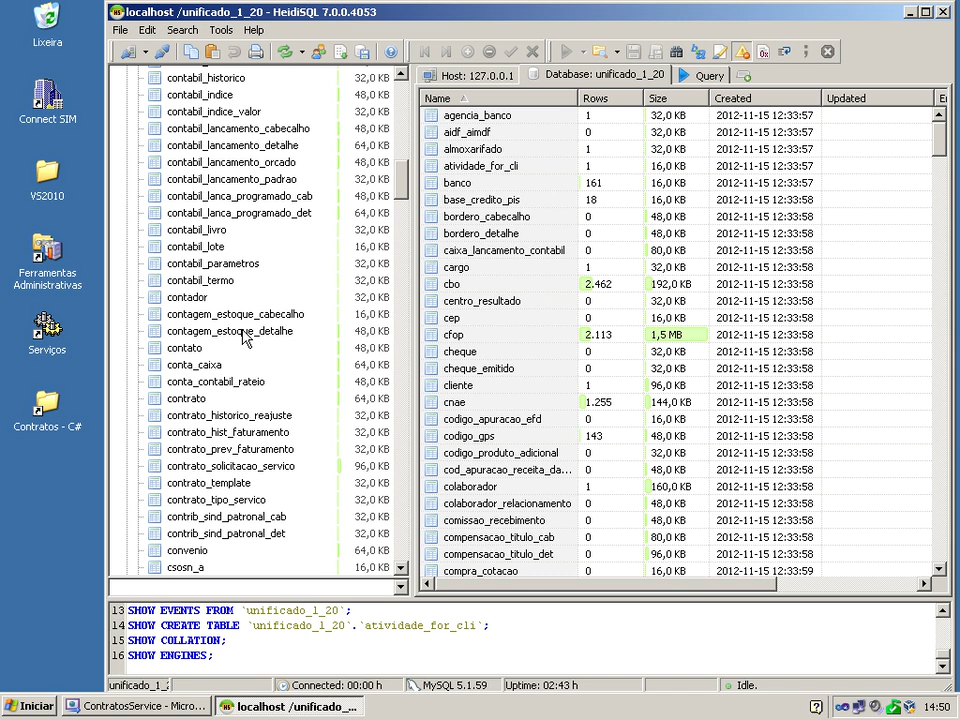 Lixeira
Connect SIM
VS2010
Ferramentas
Administrativas
Serviços
Contratos - C#
localhost /unificado_1_20 - HeidiSQL 7.0.0.4053
File Edit Search Tools Help
contabil_historico 32,0 KB
contabil_indice 48,0 KB
contabil_indice_valor 32,0 KB
contabil_lancamento_cabecalho 48,0 KB
contabil_lancamento_detalhe 64,0 KB
contabil_lancamento_orcado 48,0 KB
contabil_lancamento_padrao 32,0 KB
contabil_lanca_programado_cab 48,0 KB
contabil_lanca_programado_det 64,0 KB
contabil_livro 32,0 KB
contabil_lote 16,0 KB
contabil_parametros 32,0 KB
contabil_termo 32,0 KB
contador 32,0 KB
contagem_estoque_cabecalho 16,0 KB
contagem_estoque_detalhe 48,0 KB
contato 48,0 KB
conta_caixa 64,0 KB
conta_contabil_rateio 48,0 KB
contrato 64,0 KB
contrato_historico_reajuste 32,0 KB
contrato_hist_faturamento 32,0 KB
contrato_prev_faturamento 32,0 KB
contrato_solicitacao_servico 96,0 KB
contrato_template 32,0 KB
contrato_tipo_servico 32,0 KB
contrib_sind_patronal_cab 32,0 KB
contrib_sind_patronal_det 32,0 KB
convenio 64,0 KB
csosn_a 16,0 KB
Host: 127.0.0.1 Database: unificado_1_20 Query
Name Rows Size Created Updated En
agencia_banco 1 32,0 KB 2012-11-15 12:33:57
aidf_aimdf 0 32,0 KB 2012-11-15 12:33:57
almoxarifado 1 32,0 KB 2012-11-15 12:33:57
atividade_for_cli 1 16,0 KB 2012-11-15 12:33:57
banco 161 16,0 KB 2012-11-15 12:33:57
base_credito_pis 18 16,0 KB 2012-11-15 12:33:58
bordero_cabecalho 0 48,0 KB 2012-11-15 12:33:58
bordero_detalhe 0 48,0 KB 2012-11-15 12:33:58
caixa_lancamento_contabil 0 80,0 KB 2012-11-15 12:33:58
cargo 1 32,0 KB 2012-11-15 12:33:58
cbo 2.462 192,0 KB 2012-11-15 12:33:58
centro_resultado 0 32,0 KB 2012-11-15 12:33:58
cep 0 16,0 KB 2012-11-15 12:33:58
cfop 2.113 1,5 MB 2012-11-15 12:33:58
cheque 0 32,0 KB 2012-11-15 12:33:58
cheque_emitido 0 32,0 KB 2012-11-15 12:33:58
cliente 1 96,0 KB 2012-11-15 12:33:58
cnae 1.255 144,0 KB 2012-11-15 12:33:58
codigo_apuracao_efd 0 16,0 KB 2012-11-15 12:33:58
codigo_gps 143 48,0 KB 2012-11-15 12:33:58
codigo_produto_adicional 0 32,0 KB 2012-11-15 12:33:58
cod_apuracao_receita_da... 0 48,0 KB 2012-11-15 12:33:58
colaborador 1 160,0 KB 2012-11-15 12:33:58
colaborador_relacionamento 0 48,0 KB 2012-11-15 12:33:58
comissao_recebimento 0 48,0 KB 2012-11-15 12:33:58
compensacao_titulo_cab 0 80,0 KB 2012-11-15 12:33:58
compensacao_titulo_det 0 96,0 KB 2012-11-15 12:33:58
compra_cotacao 0 16,0 KB 2012-11-15 12:33:59
13 SHOW EVENTS FROM `unificado_1_20`;
14 SHOW CREATE TABLE `unificado_1_20`.`atividade_for_cli`;
15 SHOW COLLATION;
16 SHOW ENGINES;
unificado_1_2 Connected: 00:00 h MySQL 5.1.59 Uptime: 02:43 h Idle.
Iniciar ContratosService - Micro... localhost /unificado_... 14:50